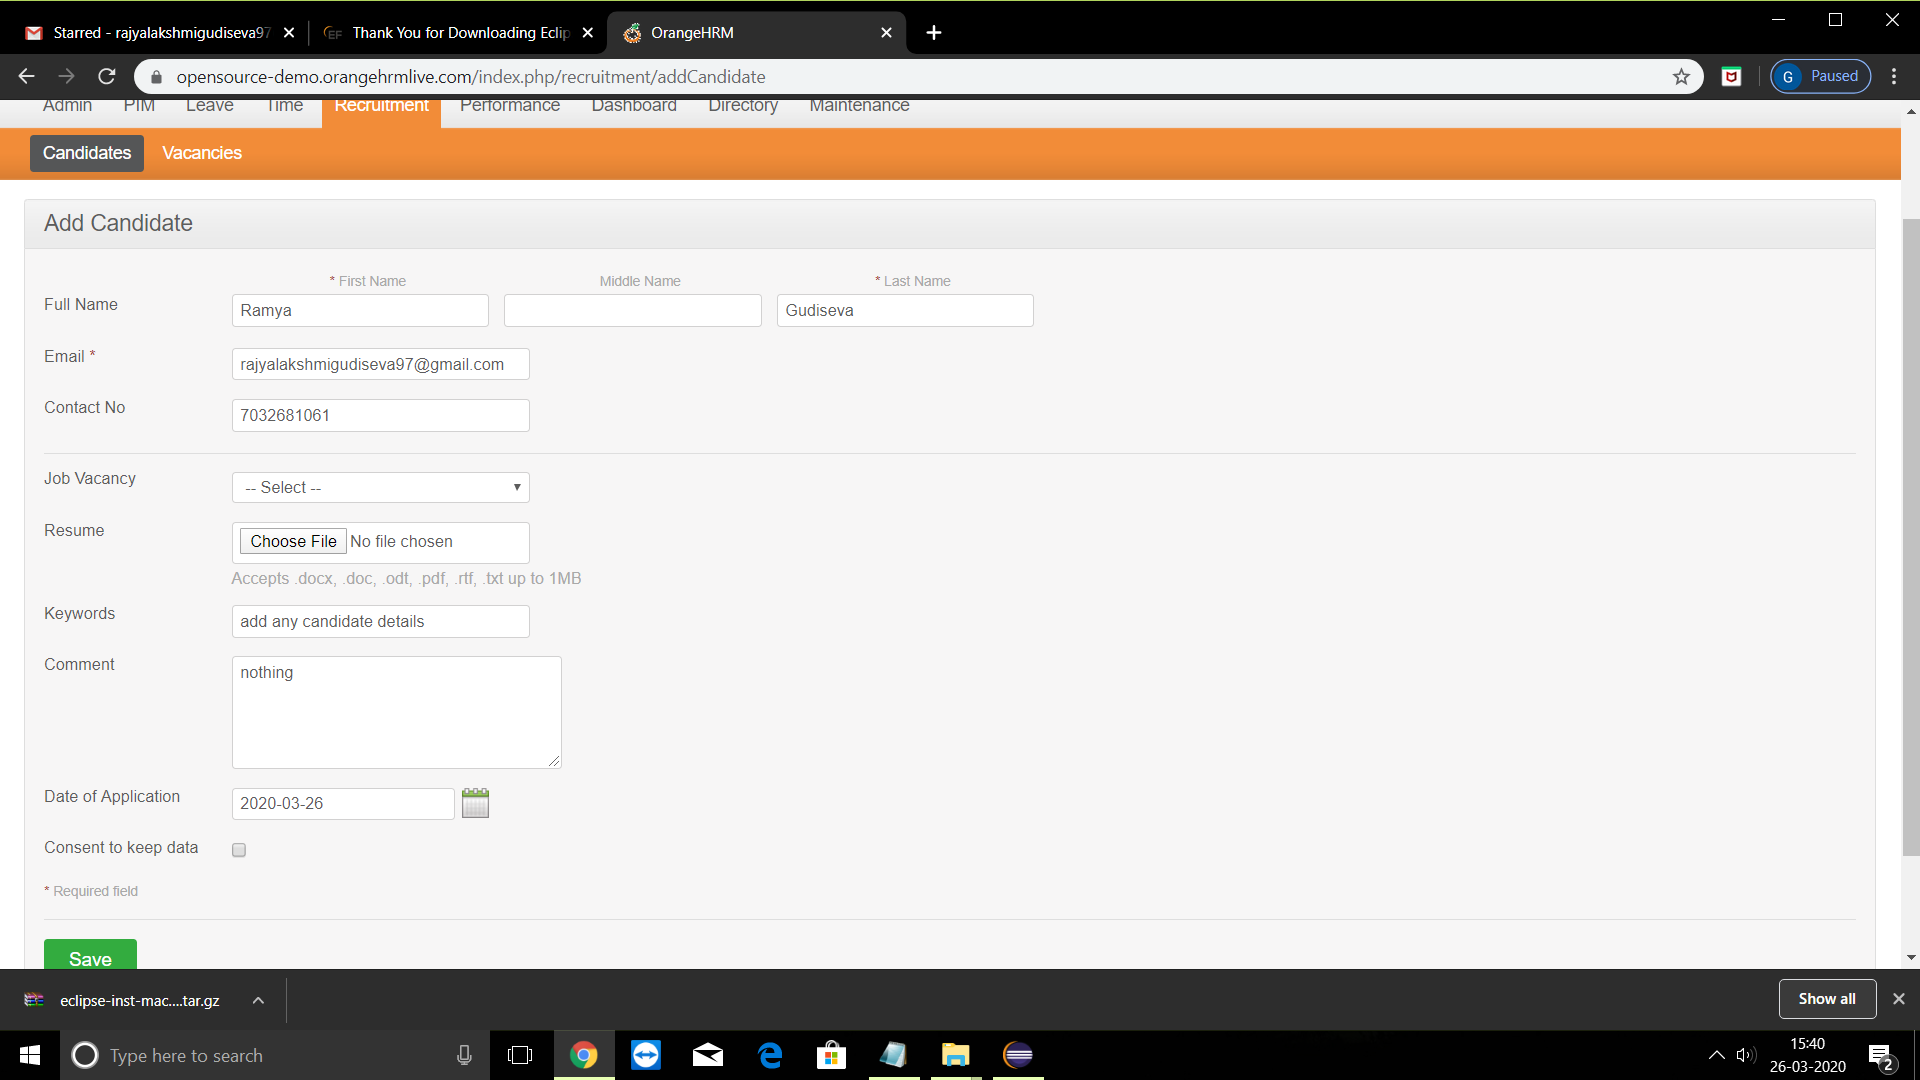 Starred - rajyalakshmigudiseva97
Thank You for Downloading Eclip
OrangeHRM
opensource-demo.orangehrmlive.com/index.php/recruitment/addCandidate
G Paused
Admin PIM Leave Time Recruitment Performance Dashboard Directory Maintenance
Candidates Vacancies
Add Candidate
* First Name Middle Name * Last Name
Full Name Ramya Gudiseva
Email * rajyalakshmigudiseva97@gmail.com
Contact No 7032681061
Job Vacancy -- Select --
Resume Choose File No file chosen
Accepts .docx, .doc, .odt, .pdf, .rtf, .txt up to 1MB
Keywords add any candidate details
Comment nothing
Date of Application 2020-03-26
Consent to keep data
* Required field
Save
eclipse-inst-mac....tar.gz Show all
Type here to search
15:40
26-03-2020
2